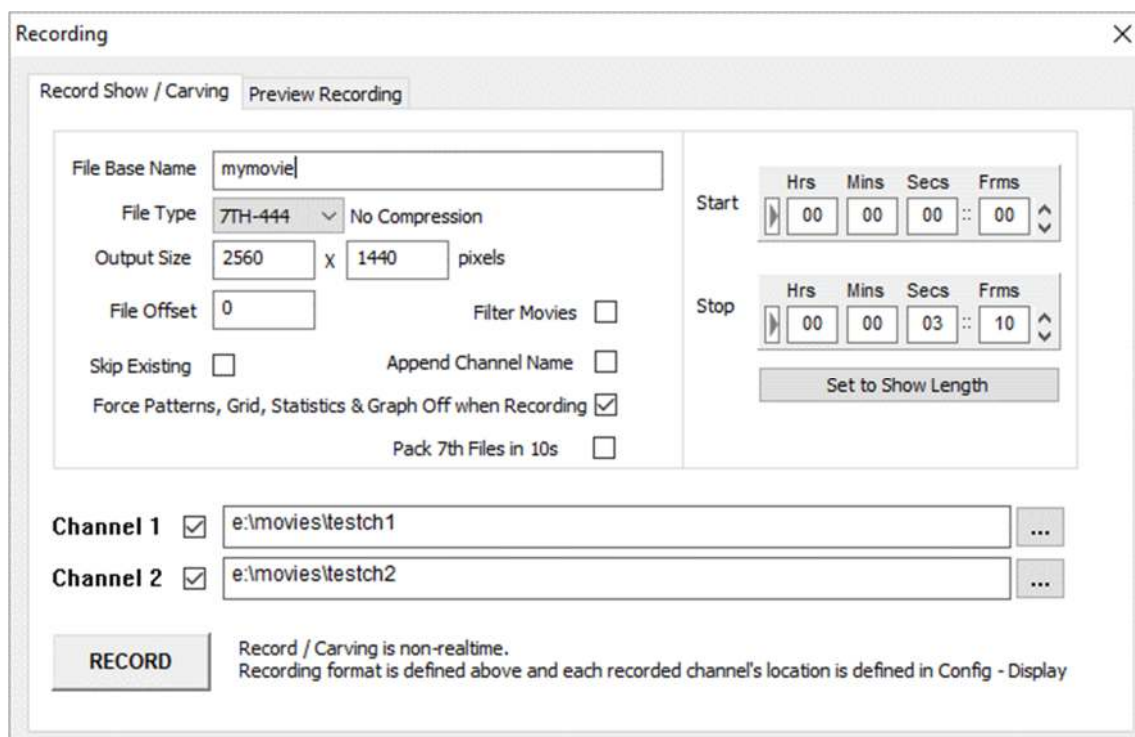 Recording
Record Show / Carving Preview Recording
File Base Name mymovie
File Type 7TH-444 No Compression
Output Size 2560 x 1440 pixels
File Offset 0 Filter Movies
Skip Existing Append Channel Name
Force Patterns, Grid, Statistics & Graph Off when Recording
Pack 7th Files in 10s
Hrs Mins Secs Frms
Start 00 00 00 :: 00
Hrs Mins Secs Frms
Stop 00 00 03 :: 10
Set to Show Length
Channel 1 e:\movies\testch1 ...
Channel 2 e:\movies\testch2 ...
RECORD
Record / Carving is non-realtime.
Recording format is defined above and each recorded channel's location is defined in Config - Display